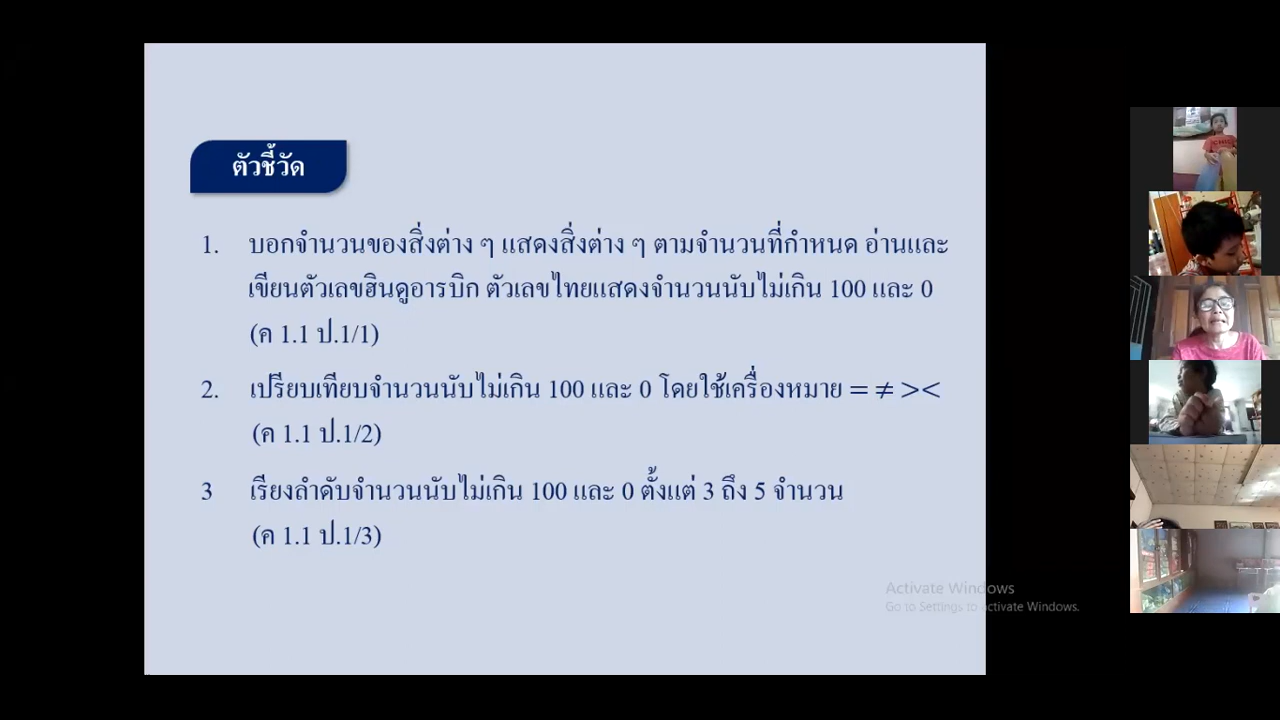 ตัวชี้วัด
1. บอกจำนวนของสิ่งต่าง ๆ แสดงสิ่งต่าง ๆ ตามจำนวนที่กำหนด อ่านและ
เขียนตัวเลขฮินดูอารบิก ตัวเลขไทยแสดงจำนวนนับไม่เกิน 100 และ 0
(ค 1.1 ป.1/1)
2. เปรียบเทียบจำนวนนับไม่เกิน 100 และ 0 โดยใช้เครื่องหมาย = ≠ > <
(ค 1.1 ป.1/2)
3 เรียงลำดับจำนวนนับไม่เกิน 100 และ 0 ตั้งแต่ 3 ถึง 5 จำนวน
(ค 1.1 ป.1/3)
Activate Windows
Go to Settings to activate Windows.